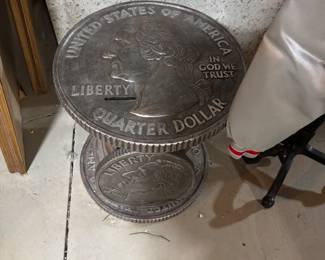 UNITED STATES OF AMERICA
IN
GOD WE
TRUST
LIBERTY
QUARTER DOLLAR
LIBERTY